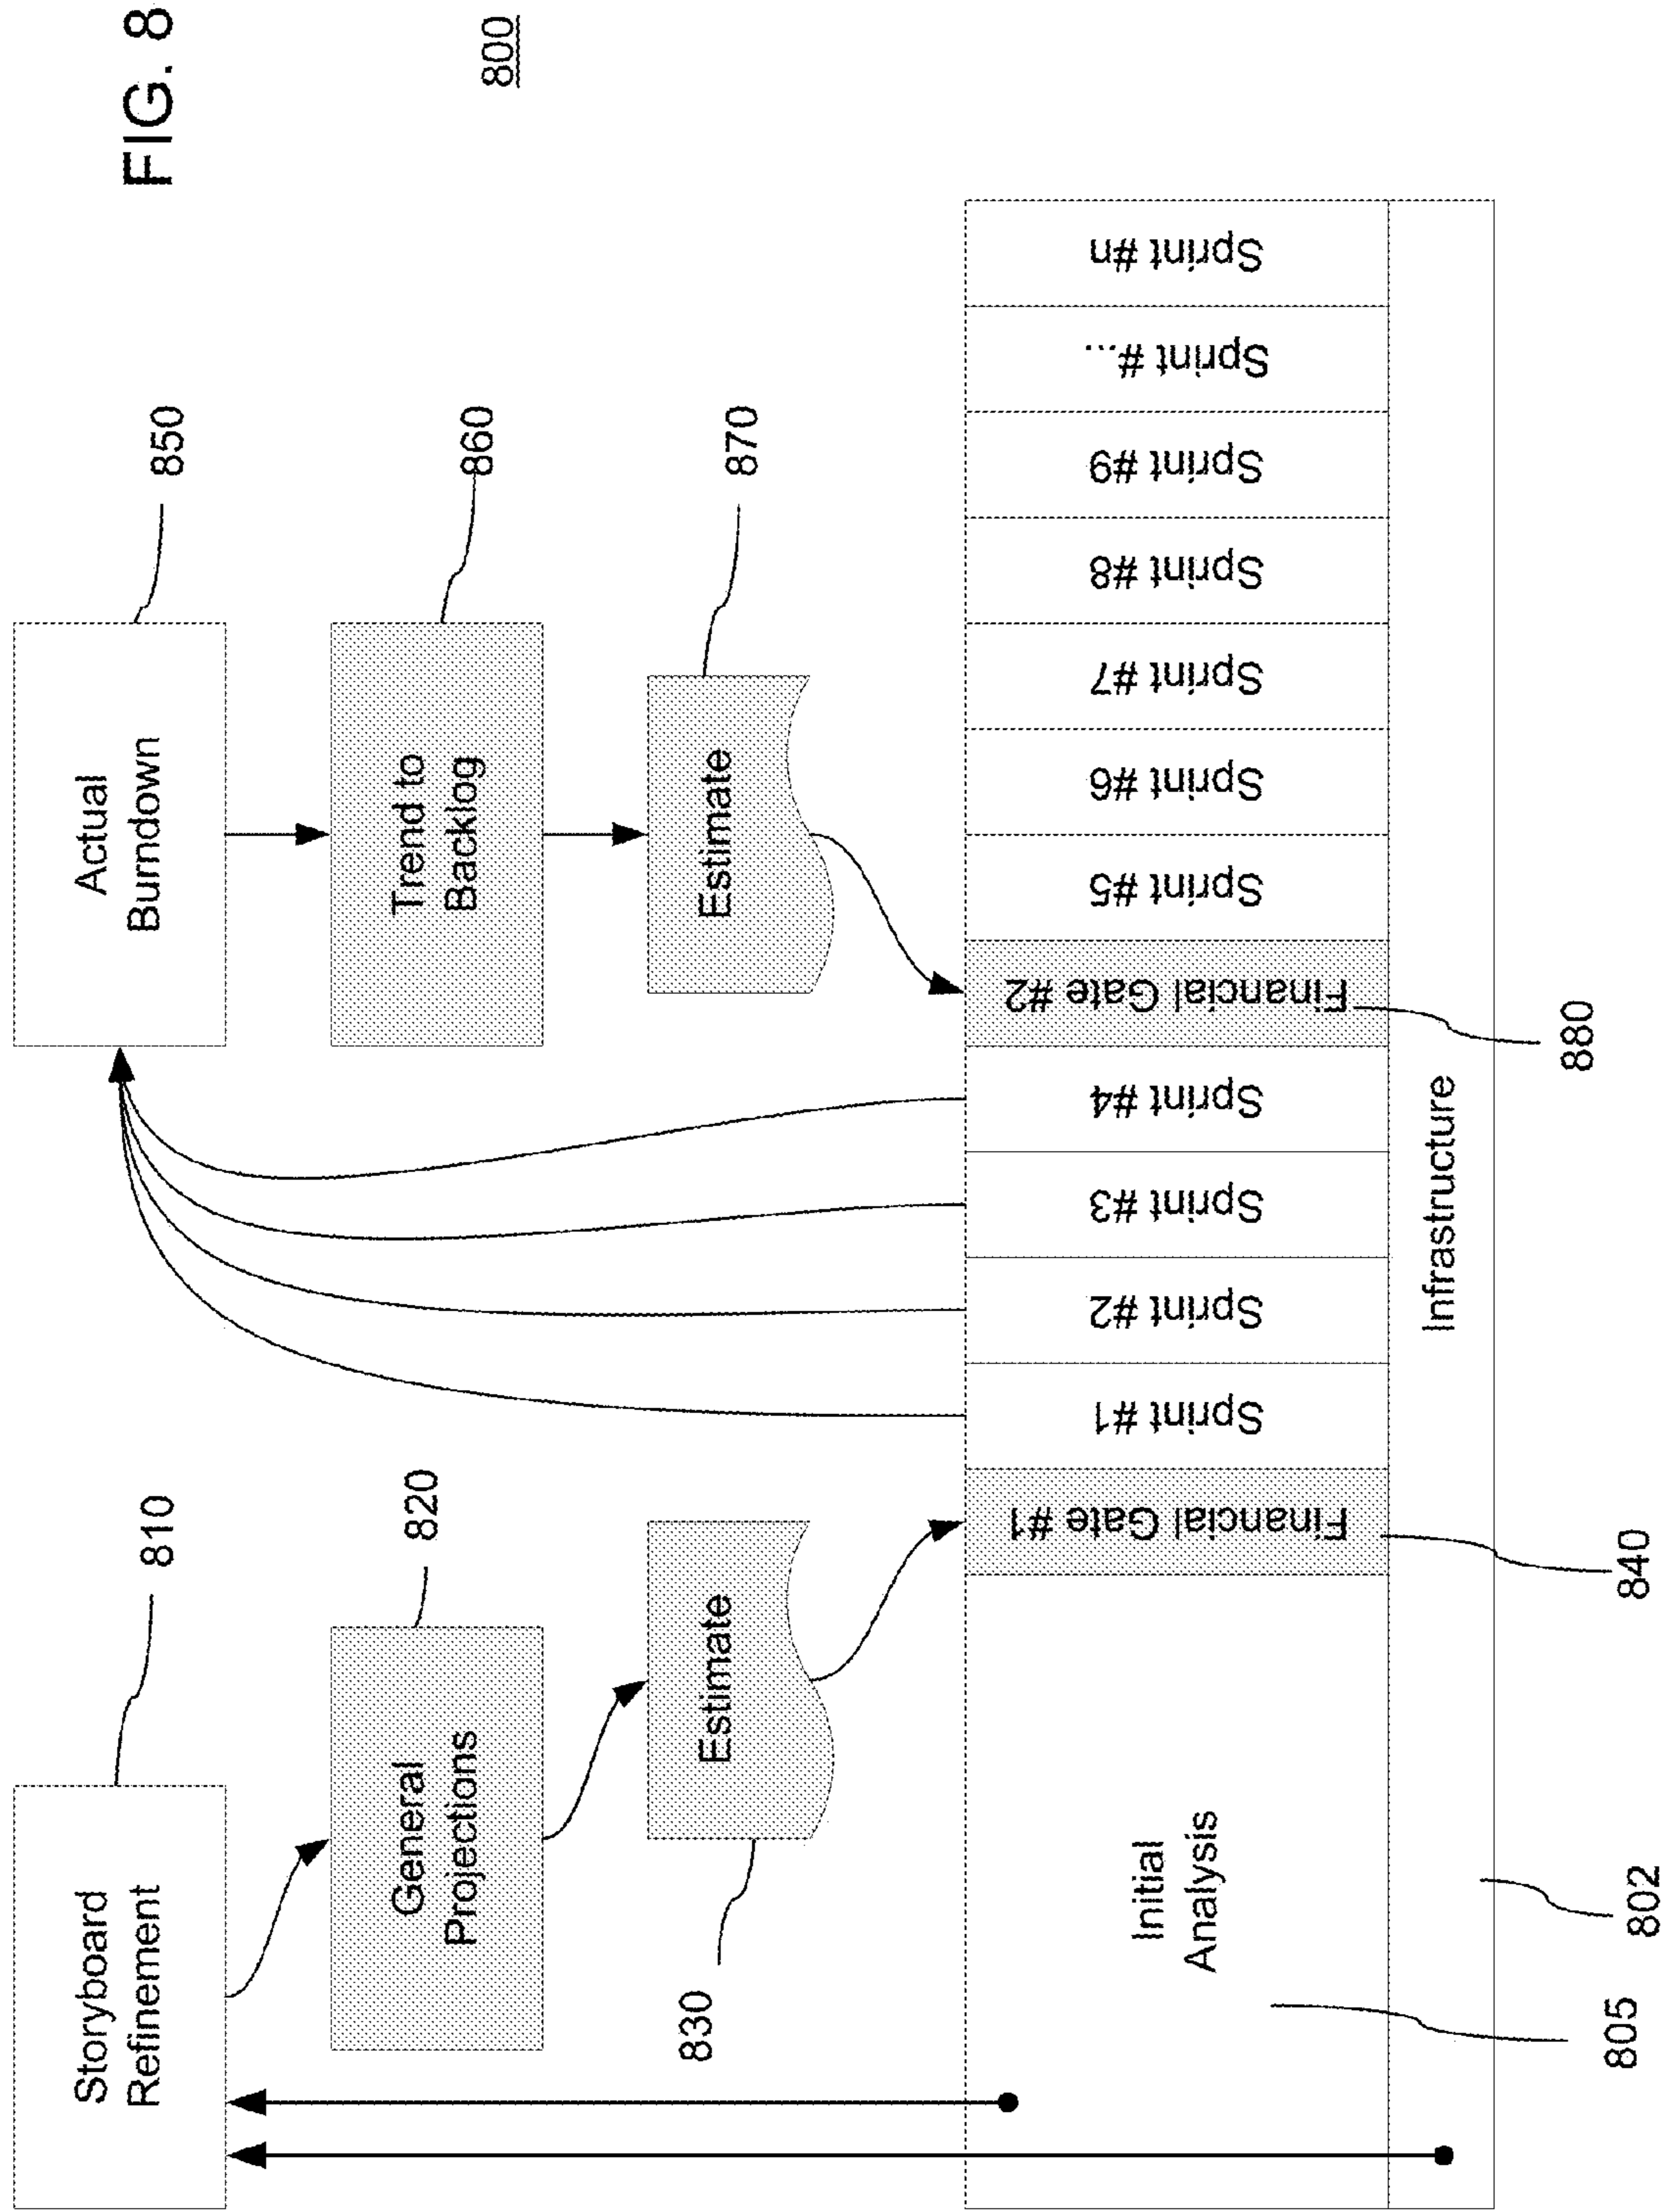 FIG. 8
800
Storyboard
Refinement
810
General
Projections
820
Estimate
830
Actual
Burndown
850
Trend to
Backlog
860
Estimate
870
Initial
Analysis
Financial Gate #1
Sprint #1
Sprint #2
Sprint #3
Sprint #4
Financial Gate #2
Sprint #5
Sprint #6
Sprint #7
Sprint #8
Sprint #9
Sprint #...
Sprint #n
Infrastructure
805
802
840
880